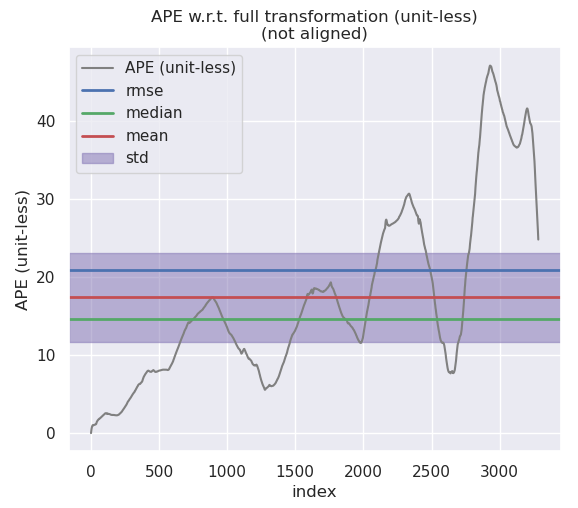 APE w.r.t. full transformation (unit-less)
(not aligned)
APE (unit-less)
rmse
median
mean
std
APE (unit-less)
40
30
20
10
0
0 500 1000 1500 2000 2500 3000
index